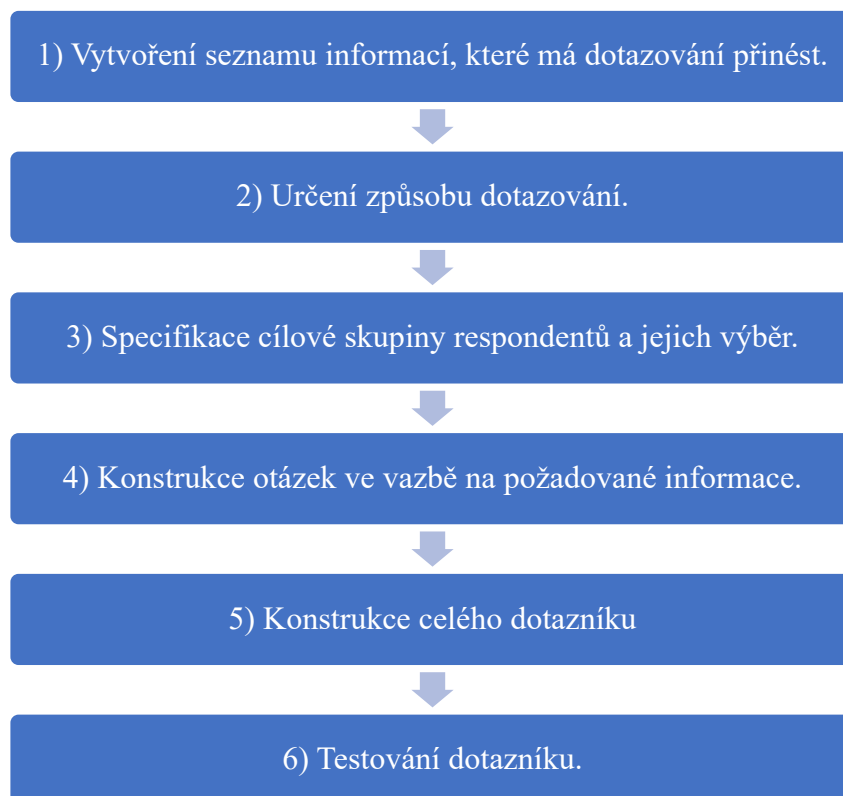 1) Vytvoření seznamu informací, které má dotazování přinést.
2) Určení způsobu dotazování.
3) Specifikace cílové skupiny respondentů a jejich výběr.
4) Konstrukce otázek ve vazbě na požadované informace.
5) Konstrukce celého dotazníku
6) Testování dotazníku.